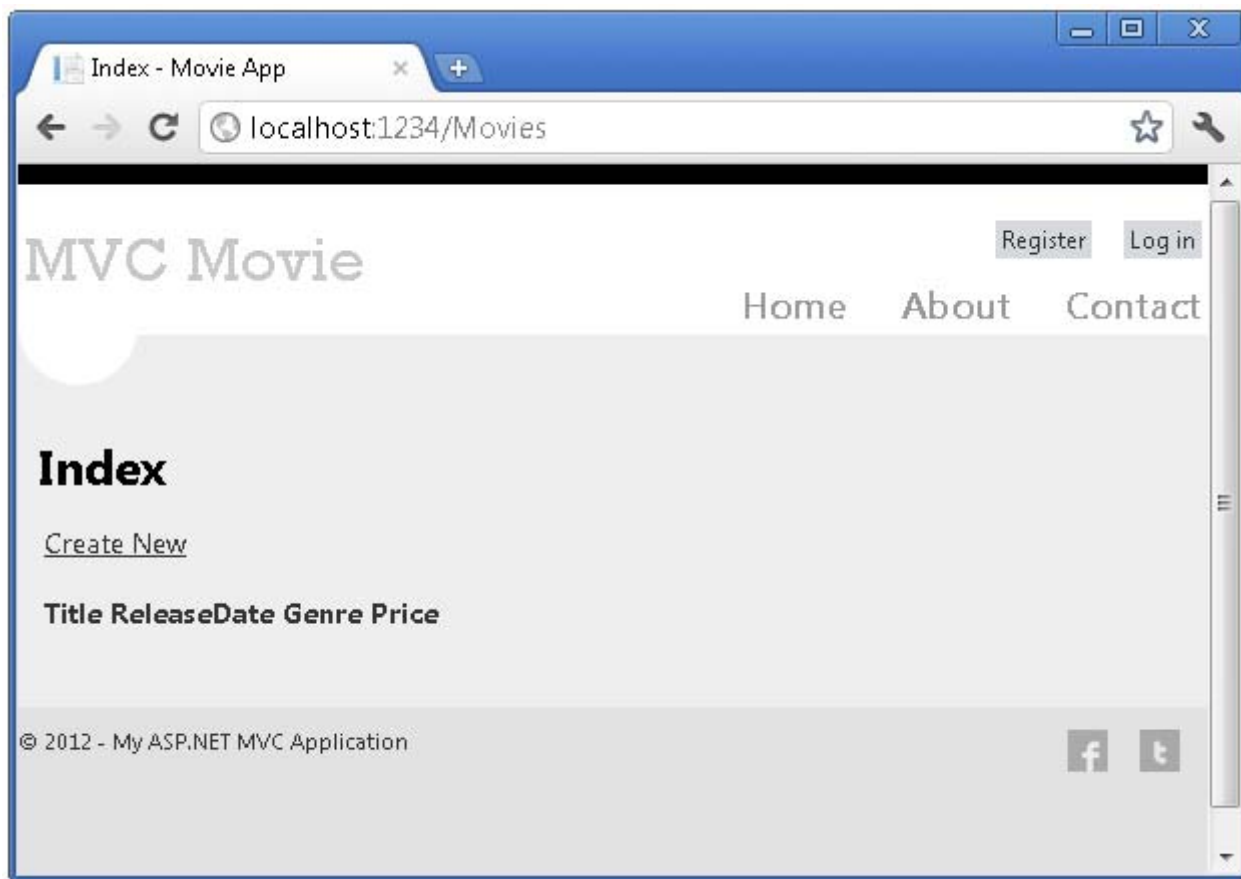 Index - Movie App
localhost:1234/Movies
Register Log in
MVC Movie
Home About Contact
Index
Create New
Title ReleaseDate Genre Price
© 2012 - My ASP.NET MVC Application